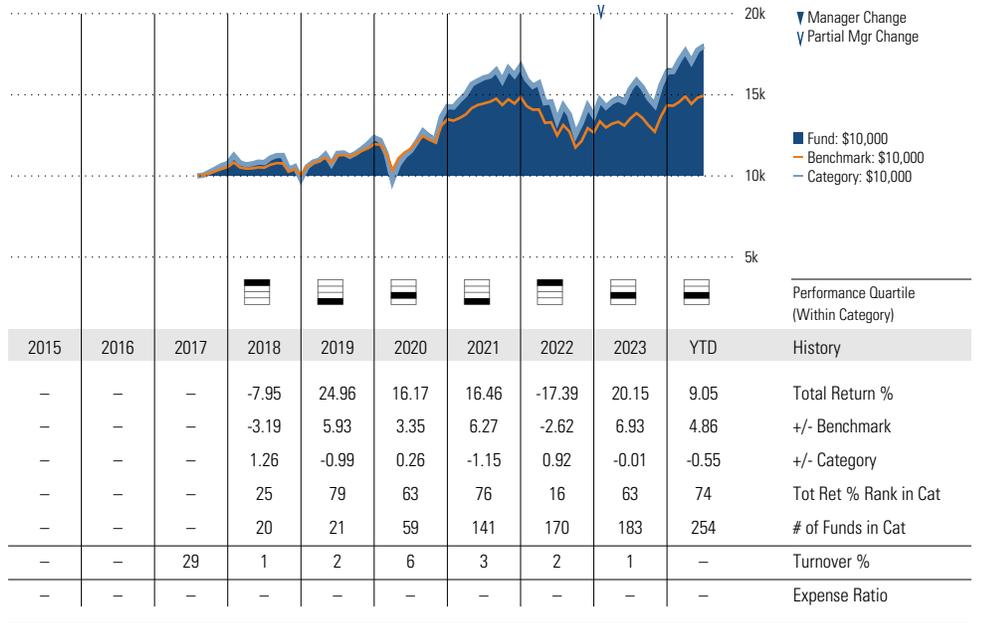 20k
15k
10k
5k
Manager Change
Partial Mgr Change
Fund: $10,000
Benchmark: $10,000
Category: $10,000
Performance Quartile
(Within Category)
2015 2016 2017 2018 2019 2020 2021 2022 2023 YTD History
– – – -7.95 24.96 16.17 16.46 -17.39 20.15 9.05 Total Return %
– – – -3.19 5.93 3.35 6.27 -2.62 6.93 4.86 +/- Benchmark
– – – 1.26 -0.99 0.26 -1.15 0.92 -0.01 -0.55 +/- Category
– – – 25 79 63 76 16 63 74 Tot Ret % Rank in Cat
– – – 20 21 59 141 170 183 254 # of Funds in Cat
– – 29 1 2 6 3 2 1 – Turnover %
– – – – – – – – – – Expense Ratio